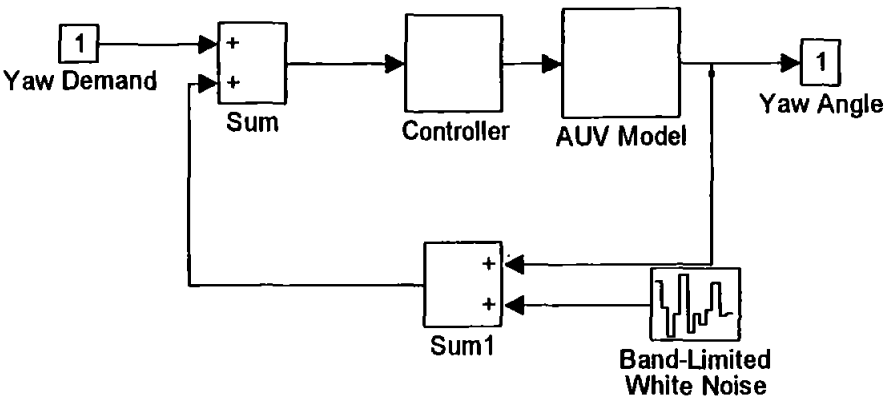 1
Yaw Demand
+
+
Sum
Controller
AUV Model
1
Yaw Angle
+
+
Sum1
Band-Limited
White Noise